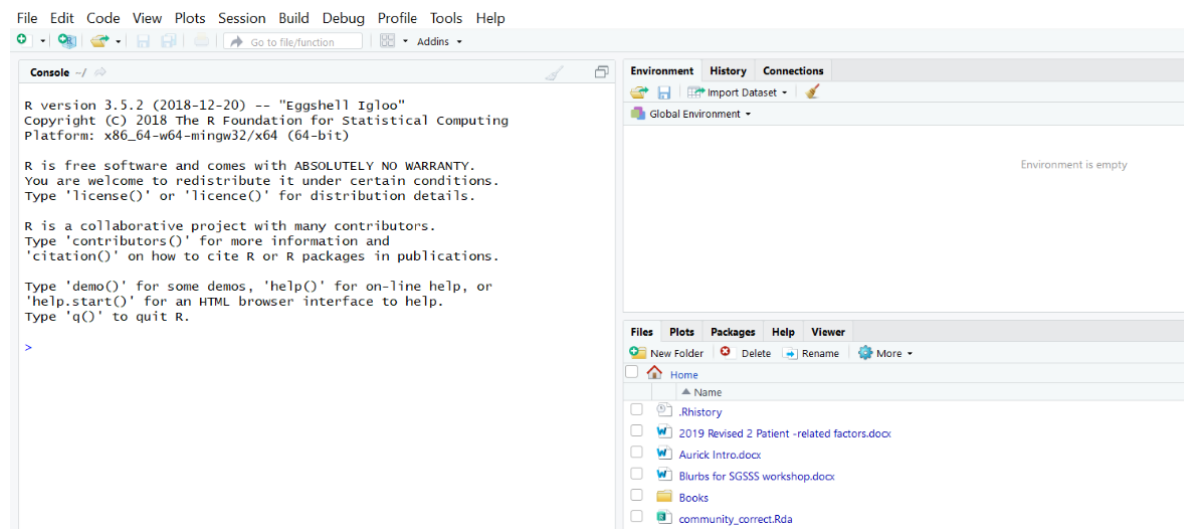 File Edit Code View Plots Session Build Debug Profile Tools Help
Go to file/function Addins
Console ~/
R version 3.5.2 (2018-12-20) -- "Eggshell Igloo"
Copyright (C) 2018 The R Foundation for Statistical Computing
Platform: x86_64-w64-mingw32/x64 (64-bit)
R is free software and comes with ABSOLUTELY NO WARRANTY.
You are welcome to redistribute it under certain conditions.
Type 'license()' or 'licence()' for distribution details.
R is a collaborative project with many contributors.
Type 'contributors()' for more information and
'citation()' on how to cite R or R packages in publications.
Type 'demo()' for some demos, 'help()' for on-line help, or
'help.start()' for an HTML browser interface to help.
Type 'q()' to quit R.
>
Environment History Connections
Import Dataset
Global Environment
Environment is empty
Files Plots Packages Help Viewer
New Folder Delete Rename More
Home
Name
.Rhistory
2019 Revised 2 Patient -related factors.docx
Aurick Intro.docx
Blurbs for SGSSS workshop.docx
Books
community_correct.Rda